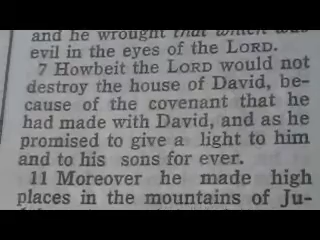 and he wrought that which was
evil in the eyes of the LORD.
7 Howbeit the LORD would not
destroy the house of David, be-
cause of the covenant that he
had made with David, and as he
promised to give a light to him
and to his sons for ever.
11 Moreover he made high
places in the mountains of Ju-